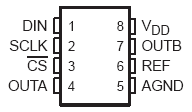 DIN 1 8 VDD
SCLK 2 7 OUTB
CS 3 6 REF
OUTA 4 5 AGND